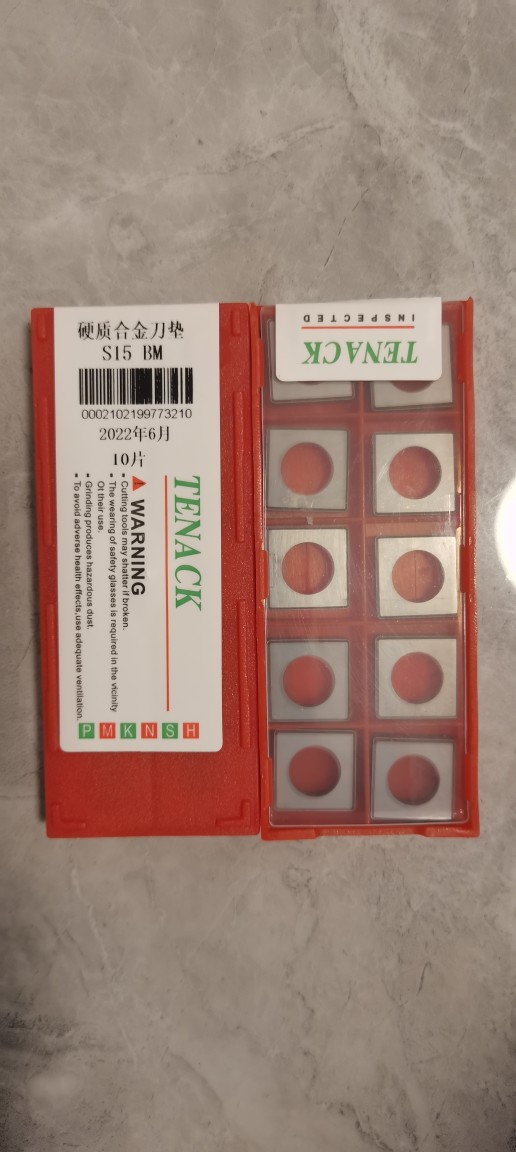 硬质合金刀垫
S15 BM
0002102199773210
2022年6月
10片
TENACK
WARNING
• Cutting tools may shatter if broken.
• The wearing of safety glasses is required in the vicinity
Ot their use.
• Grinding produces hazardous dust.
• To avoid adverse health effects,use adequate ventilation.
P M K N S H
TENACK
INSPECTED